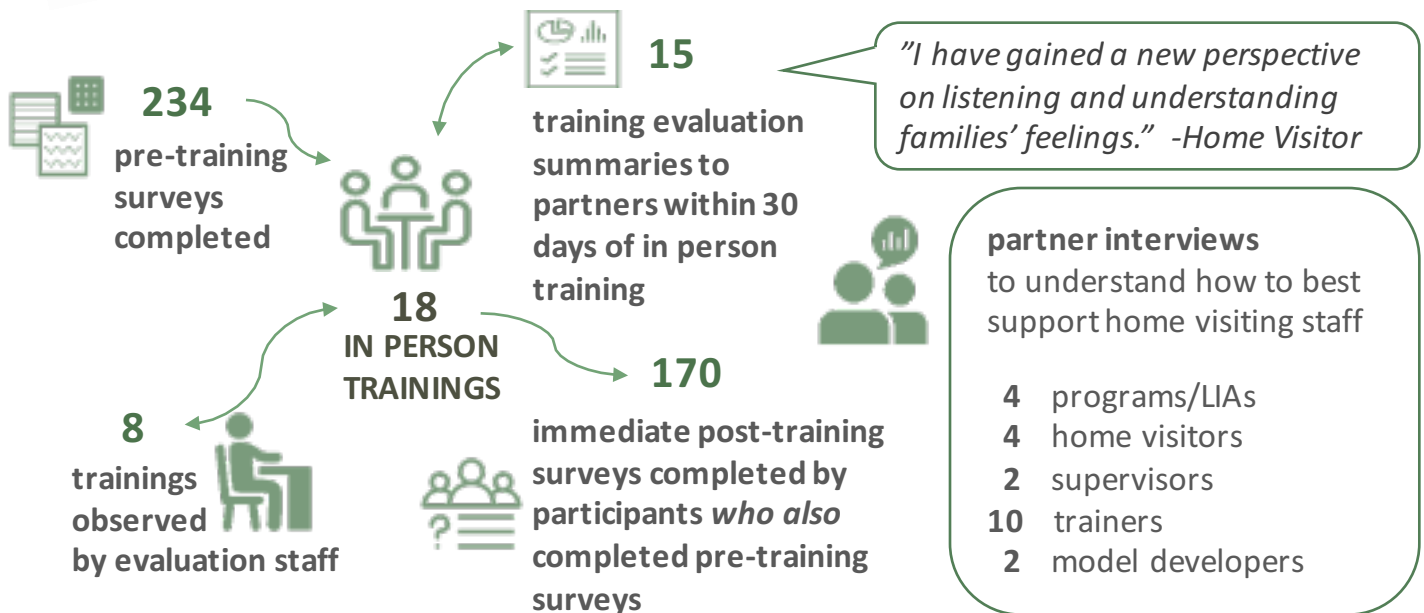 234
pre-training
surveys
completed
15
training evaluation
summaries to
partners within 30
days of in person
training
”I have gained a new perspective
on listening and understanding
families’ feelings.” -Home Visitor
18
IN PERSON
TRAININGS
8
trainings
observed
by evaluation staff
170
immediate post-training
surveys completed by
participants who also
completed pre-training
surveys
?
partner interviews
to understand how to best
support home visiting staff
4 programs/LIAs
4 home visitors
2 supervisors
10 trainers
2 model developers